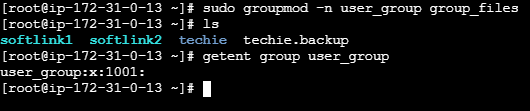 [root@ip-172-31-0-13 ~]# sudo groupmod -n user_group group_files
[root@ip-172-31-0-13 ~]# ls
softlink1  softlink2  techie  techie.backup
[root@ip-172-31-0-13 ~]# getent group user_group
user_group:x:1001:
[root@ip-172-31-0-13 ~]#